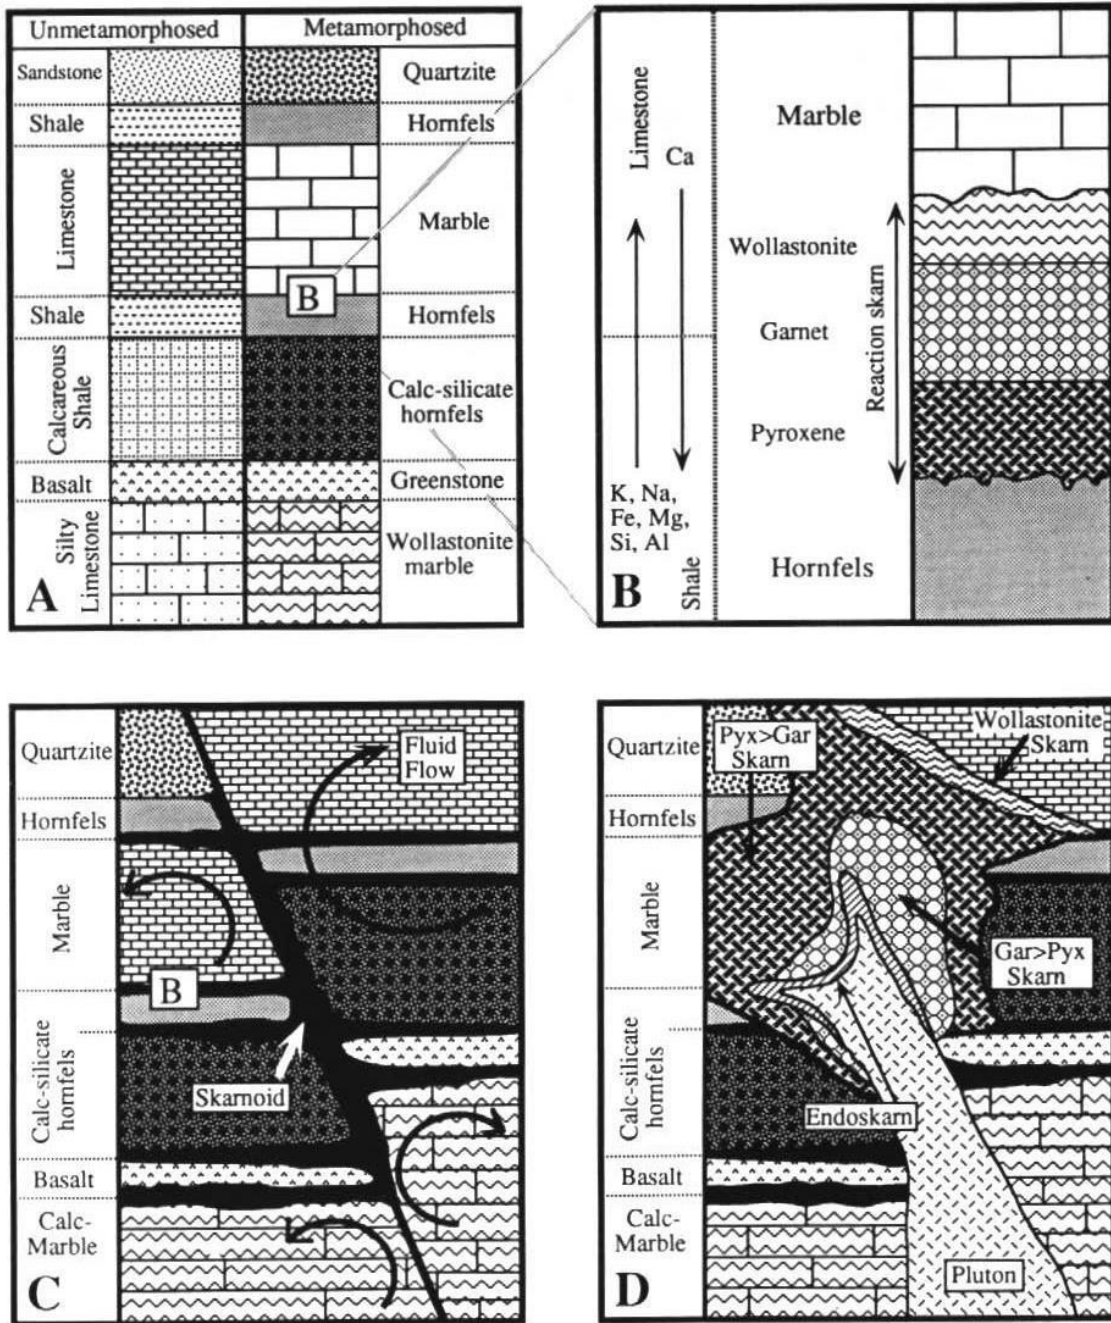 Unmetamorphosed
Metamorphosed
Sandstone
Quartzite
Shale
Hornfels
Limestone
Marble
B
Shale
Hornfels
Calcareous
Shale
Calc-silicate
hornfels
Basalt
Greenstone
Silty
Limestone
Wollastonite
marble
A
Limestone
Ca
Marble
Wollastonite
Garnet
Reaction skarn
Pyroxene
K, Na,
Fe, Mg,
Si, Al
Shale
Hornfels
B
Quartzite
Fluid
Flow
Hornfels
Marble
B
Calc-silicate
hornfels
Skarnoid
Basalt
Calc-
Marble
C
Quartzite
Pyx>Gar
Skarn
Wollastonite
Skarn
Hornfels
Marble
Gar>Pyx
Skarn
Calc-silicate
hornfels
Endoskarn
Basalt
Calc-
Marble
Pluton
D